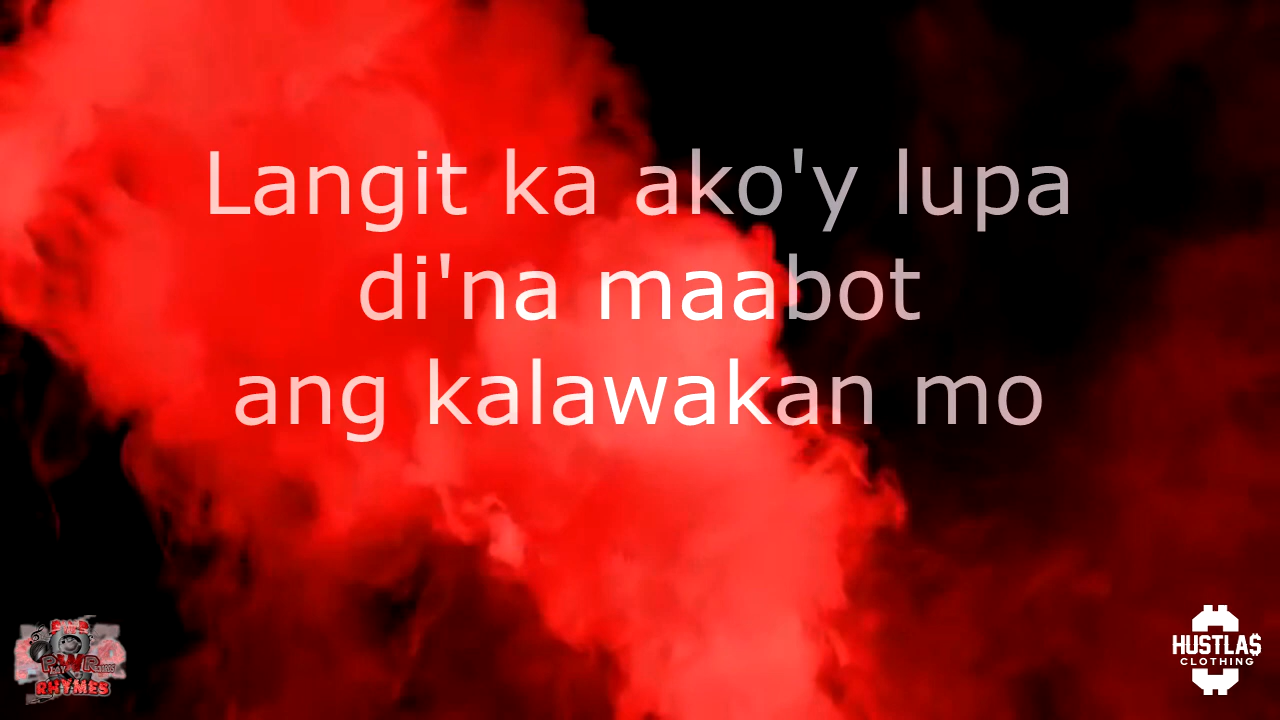 Langit ka ako'y lupa
di'na maabot
ang kalawakan mo
RHYMES
HUSTLA$
CLOTHING